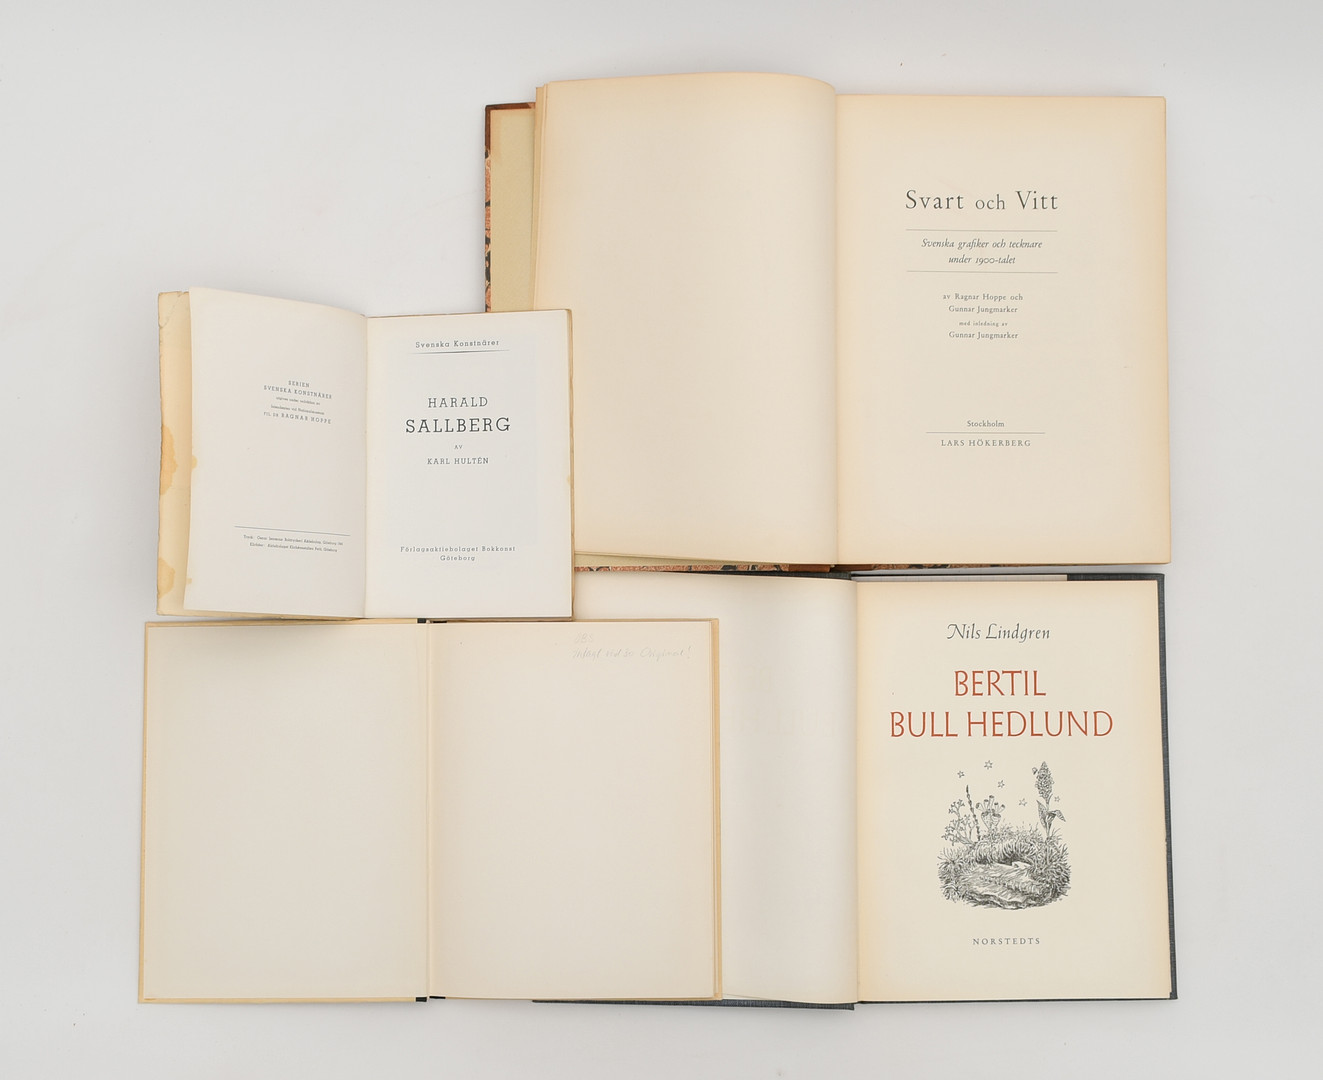 Svart och Vitt
Svenska grafiker och tecknare
under 1900-talet
av Ragnar Hoppe och
Gunnar Jungmarker
med inledning av
Gunnar Jungmarker
Stockholm
LARS HÖKERBERG
SERIEN
SVENSKA KONSTNÄRER
RAGNAR HOPPE
Svenska Konstnärer
HARALD
SALLBERG
AV
KARL HULTÉN
Förlagsaktiebolaget Bokkonst
Göteborg
Nils Lindgren
BERTIL
BULL HEDLUND
NORSTEDTS